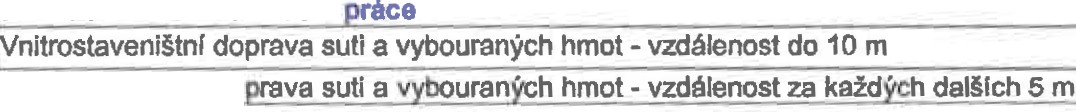 práce
Vnitrostaveništní doprava suti a vybouraných hmot - vzdálenost do 10 m
prava suti a vybouraných hmot - vzdálenost za každých dalších 5 m